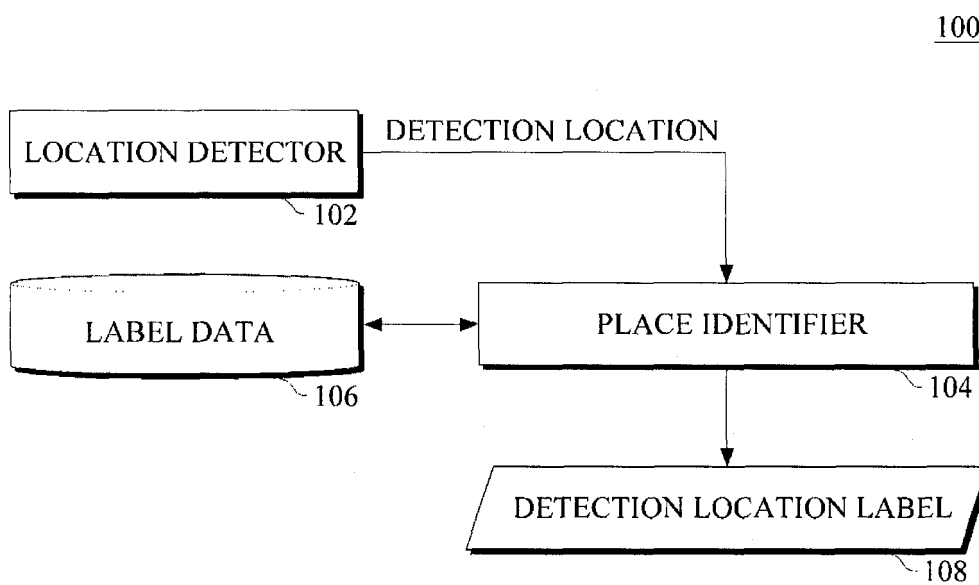 100
LOCATION DETECTOR
DETECTION LOCATION
102
LABEL DATA
PLACE IDENTIFIER
106
104
DETECTION LOCATION LABEL
108